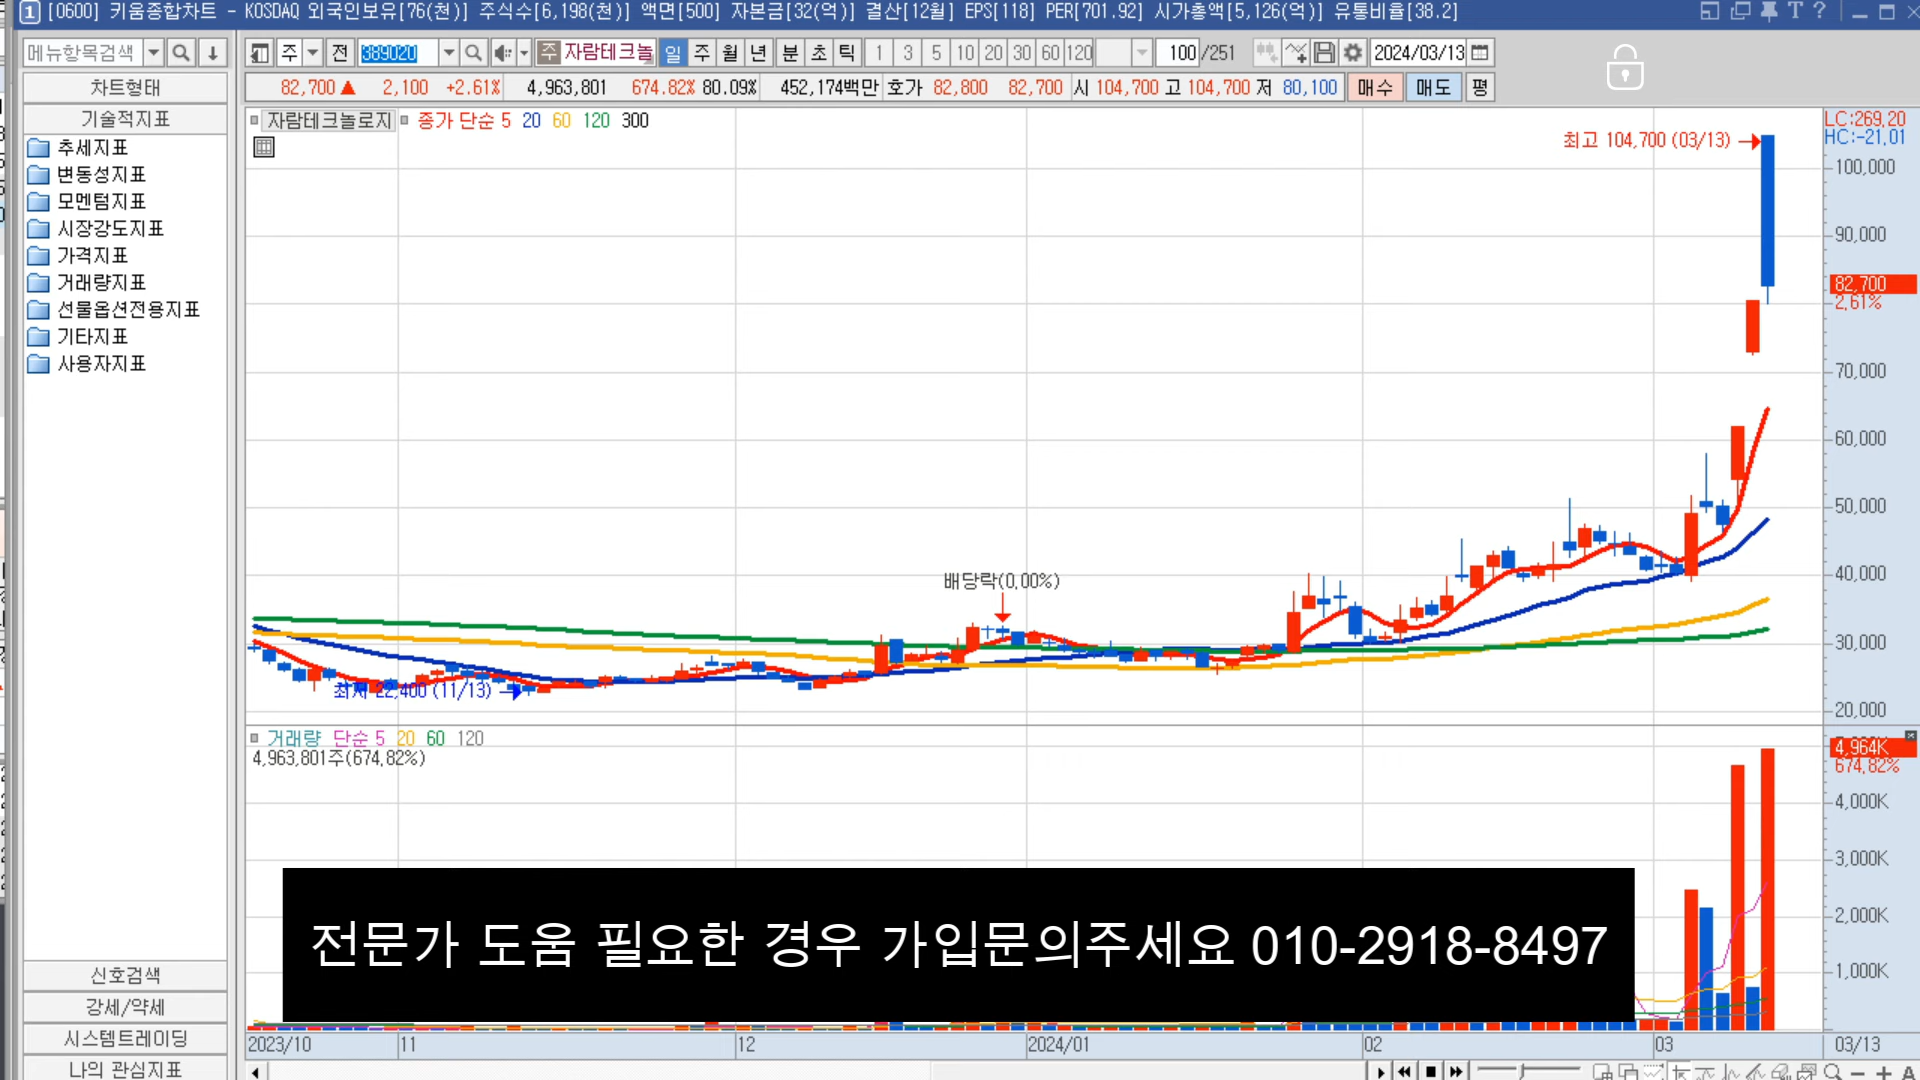 1 [0600] 키움종합차트 - KOSDAQ 외국인보유[76(천)] 주식수[6,198(천)] 액면[500] 자본금[32(억)] 결산[12월] EPS[118] PER[701.92] 시가총액[5,126(억)] 유통비율[38.2]
메뉴항목검색 주 전 389020 주 자람테크놀 일 주 월 년 분 초 틱 1 3 5 10 20 30 60 120 100 /251 2024/03/13
차트형태
82,700 ▲ 2,100 +2.61% 4,963,801 674.82% 80.09% 452,174백만 호가 82,800 82,700 시 104,700 고 104,700 저 80,100 매수 매도 평
기술적지표
자람테크놀로지 종가 단순 5 20 60 120 300
추세지표
변동성지표
모멘텀지표
시장강도지표
가격지표
거래량지표
선물옵션전용지표
기타지표
사용자지표
최고 104,700 (03/13)
LC:269.20
HC:-21.01
100,000
90,000
82,700
2.61%
70,000
60,000
50,000
40,000
30,000
20,000
배당락(0.00%)
최저 22,400 (11/13)
거래량 단순 5 20 60 120
4,963,801주(674.82%)
4,964K
674.82%
4,000K
3,000K
2,000K
1,000K
전문가 도움 필요한 경우 가입문의주세요 010-2918-8497
신호검색
강세/약세
시스템트레이딩
나의 관심지표
2023/10 11 12 2024/01 02 03 03/13